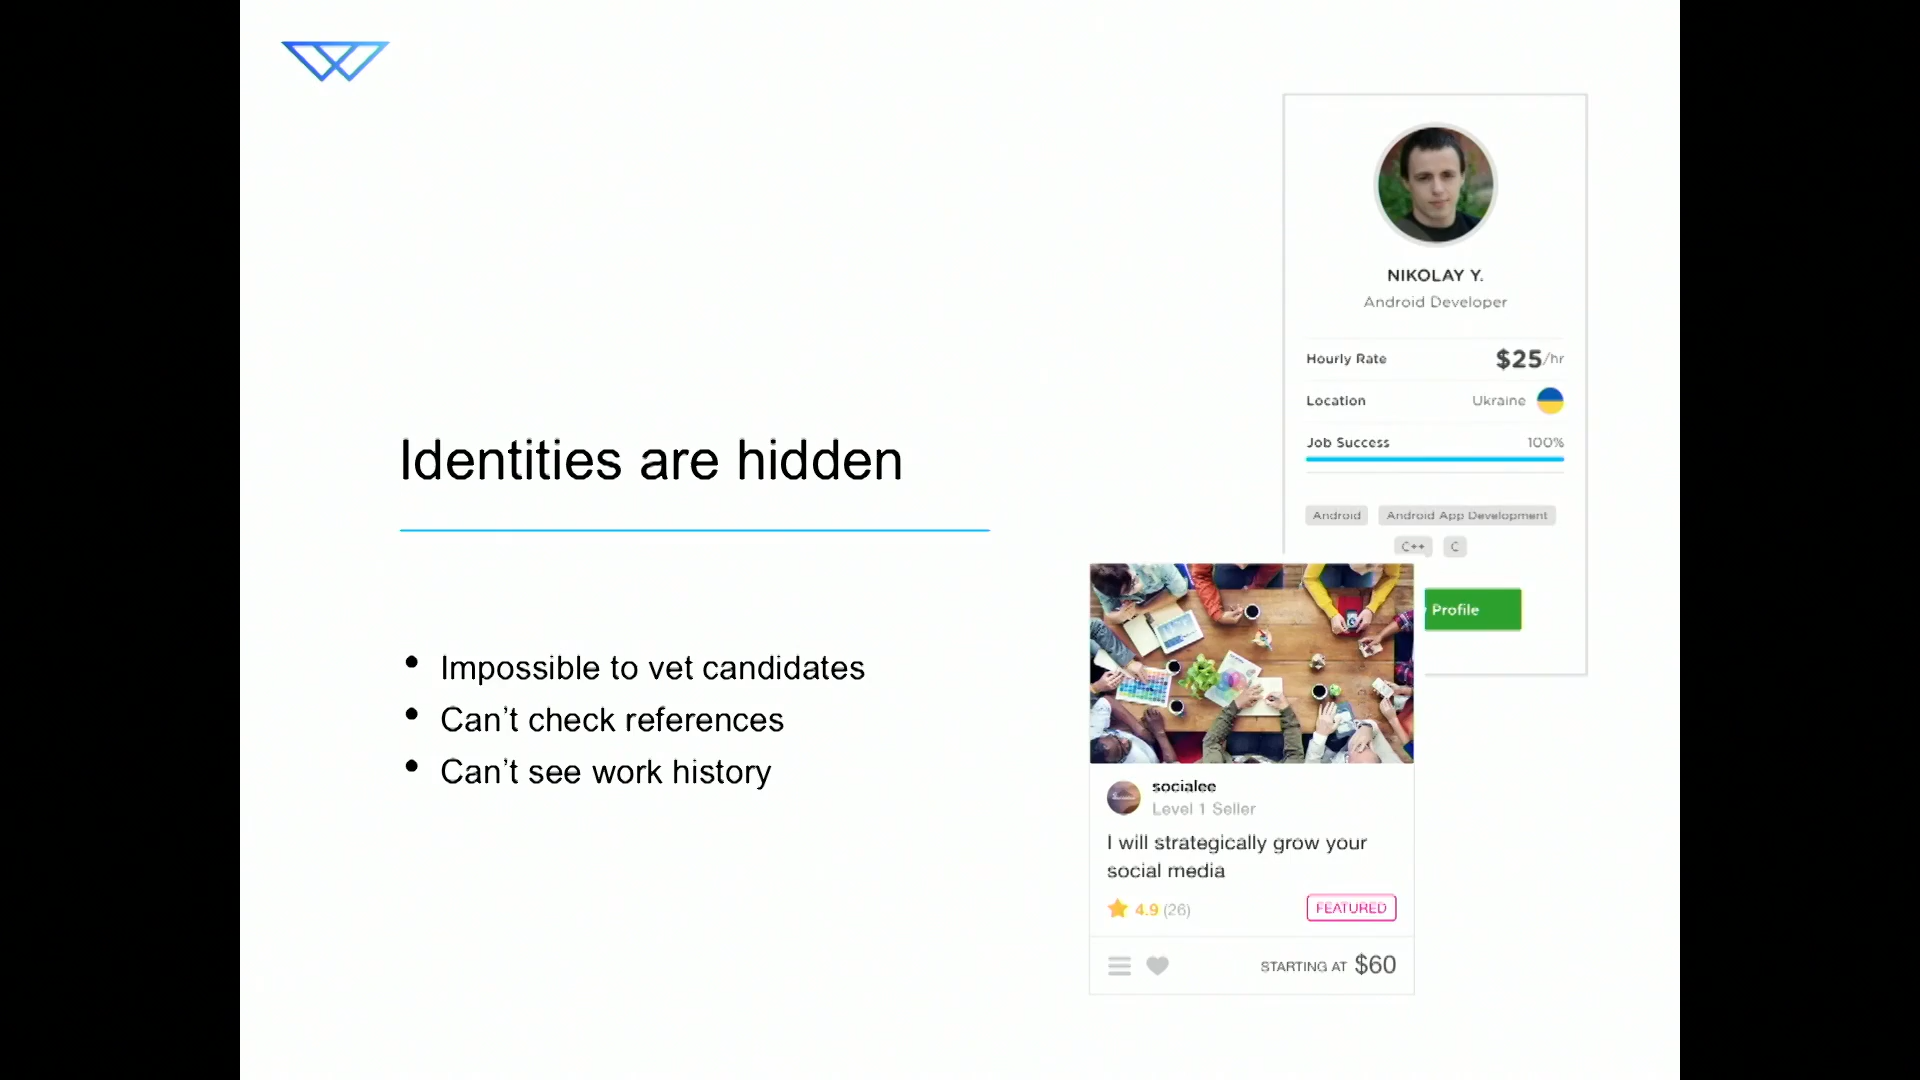 Identities are hidden
• Impossible to vet candidates
• Can't check references
• Can't see work history
NIKOLAY Y.
Android Developer
Hourly Rate $25/hr
Location Ukraine
Job Success 100%
Android Android App Development
C++ C
Profile
socialee
Level 1 Seller
I will strategically grow your
social media
4.9 (26) FEATURED
STARTING AT $60